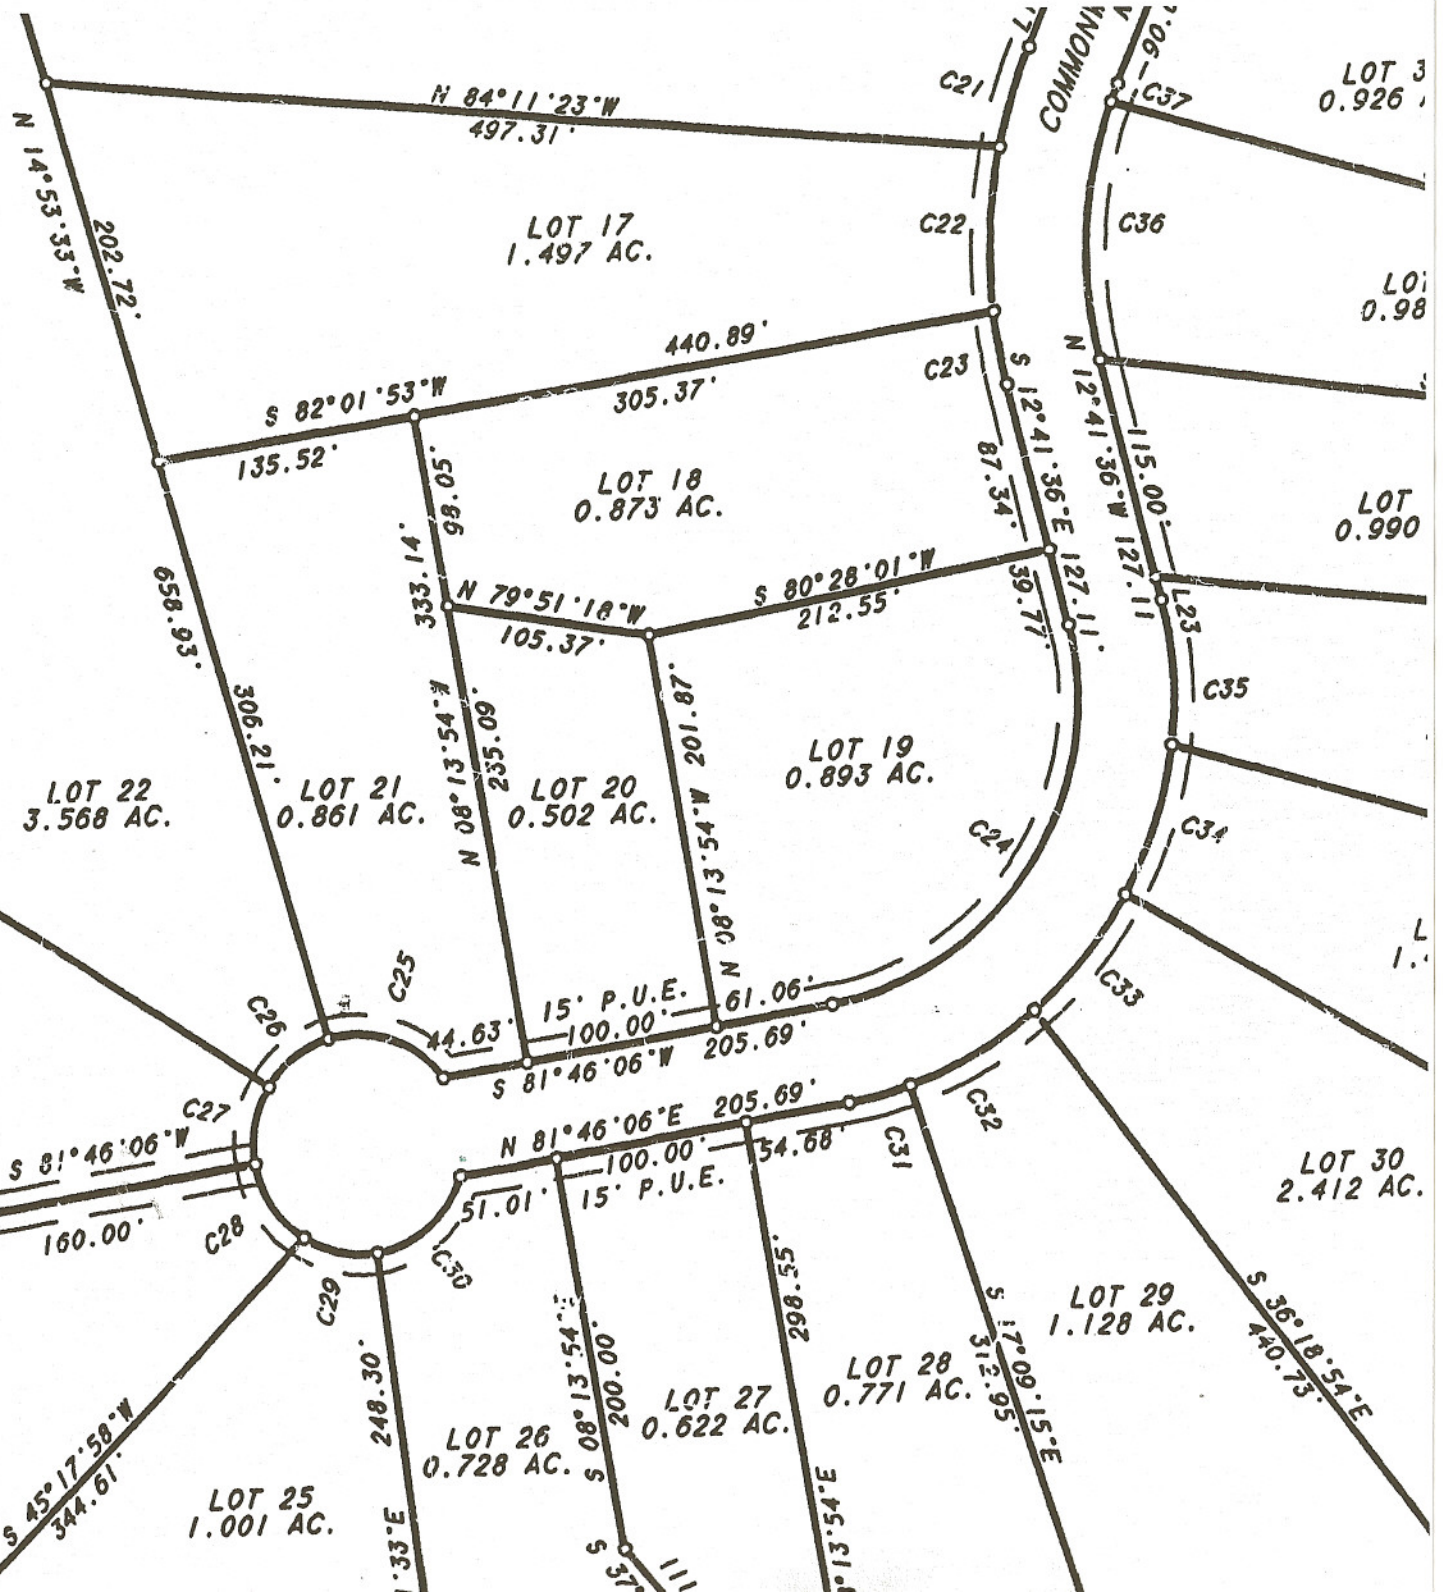 C21
COMMON
90.
C37
LOT 3
0.926
N 84°11'23"W
497.31'
N 14°53'33"W
202.72'
LOT 17
1.497 AC.
C22
C36
0.98
440.89'
S 82°01'53"W
305.37'
135.52'
C23
S 12°41'36"E 127.11'
87.34'
39.77'
N 12°41'36"W 127.11
115.00'
L23
98.05'
333.14'
LOT 18
0.873 AC.
LOT
0.990
N 79°51'18"W
105.37'
S 80°28'01"W
212.55'
658.93'
306.21'
N 08°13'54"W
235.09'
N 08°13'54"W 201.87'
C35
LOT 19
0.893 AC.
LOT 22
3.568 AC.
LOT 21
0.861 AC.
LOT 20
0.502 AC.
C24
C34
C25
C26
15' P.U.E.
61.06'
44.63'
100.00'
205.69'
S 81°46'06"W
C33
C27
S 81°46'06"W
N 81°46'06"E
205.69'
C32
100.00'
54.68'
C31
51.01'
15' P.U.E.
160.00'
C28
C30
C29
LOT 30
2.412 AC.
298.55'
S 17°09'15"E
312.95'
LOT 29
1.128 AC.
S 36°18'54"E
440.73'
248.30'
S 08°13'54"E
200.00'
LOT 28
0.771 AC.
LOT 27
0.622 AC.
LOT 26
0.728 AC.
S 45°17'58"W
344.61'
LOT 25
1.001 AC.
33"E
°13'54"E
S 37°